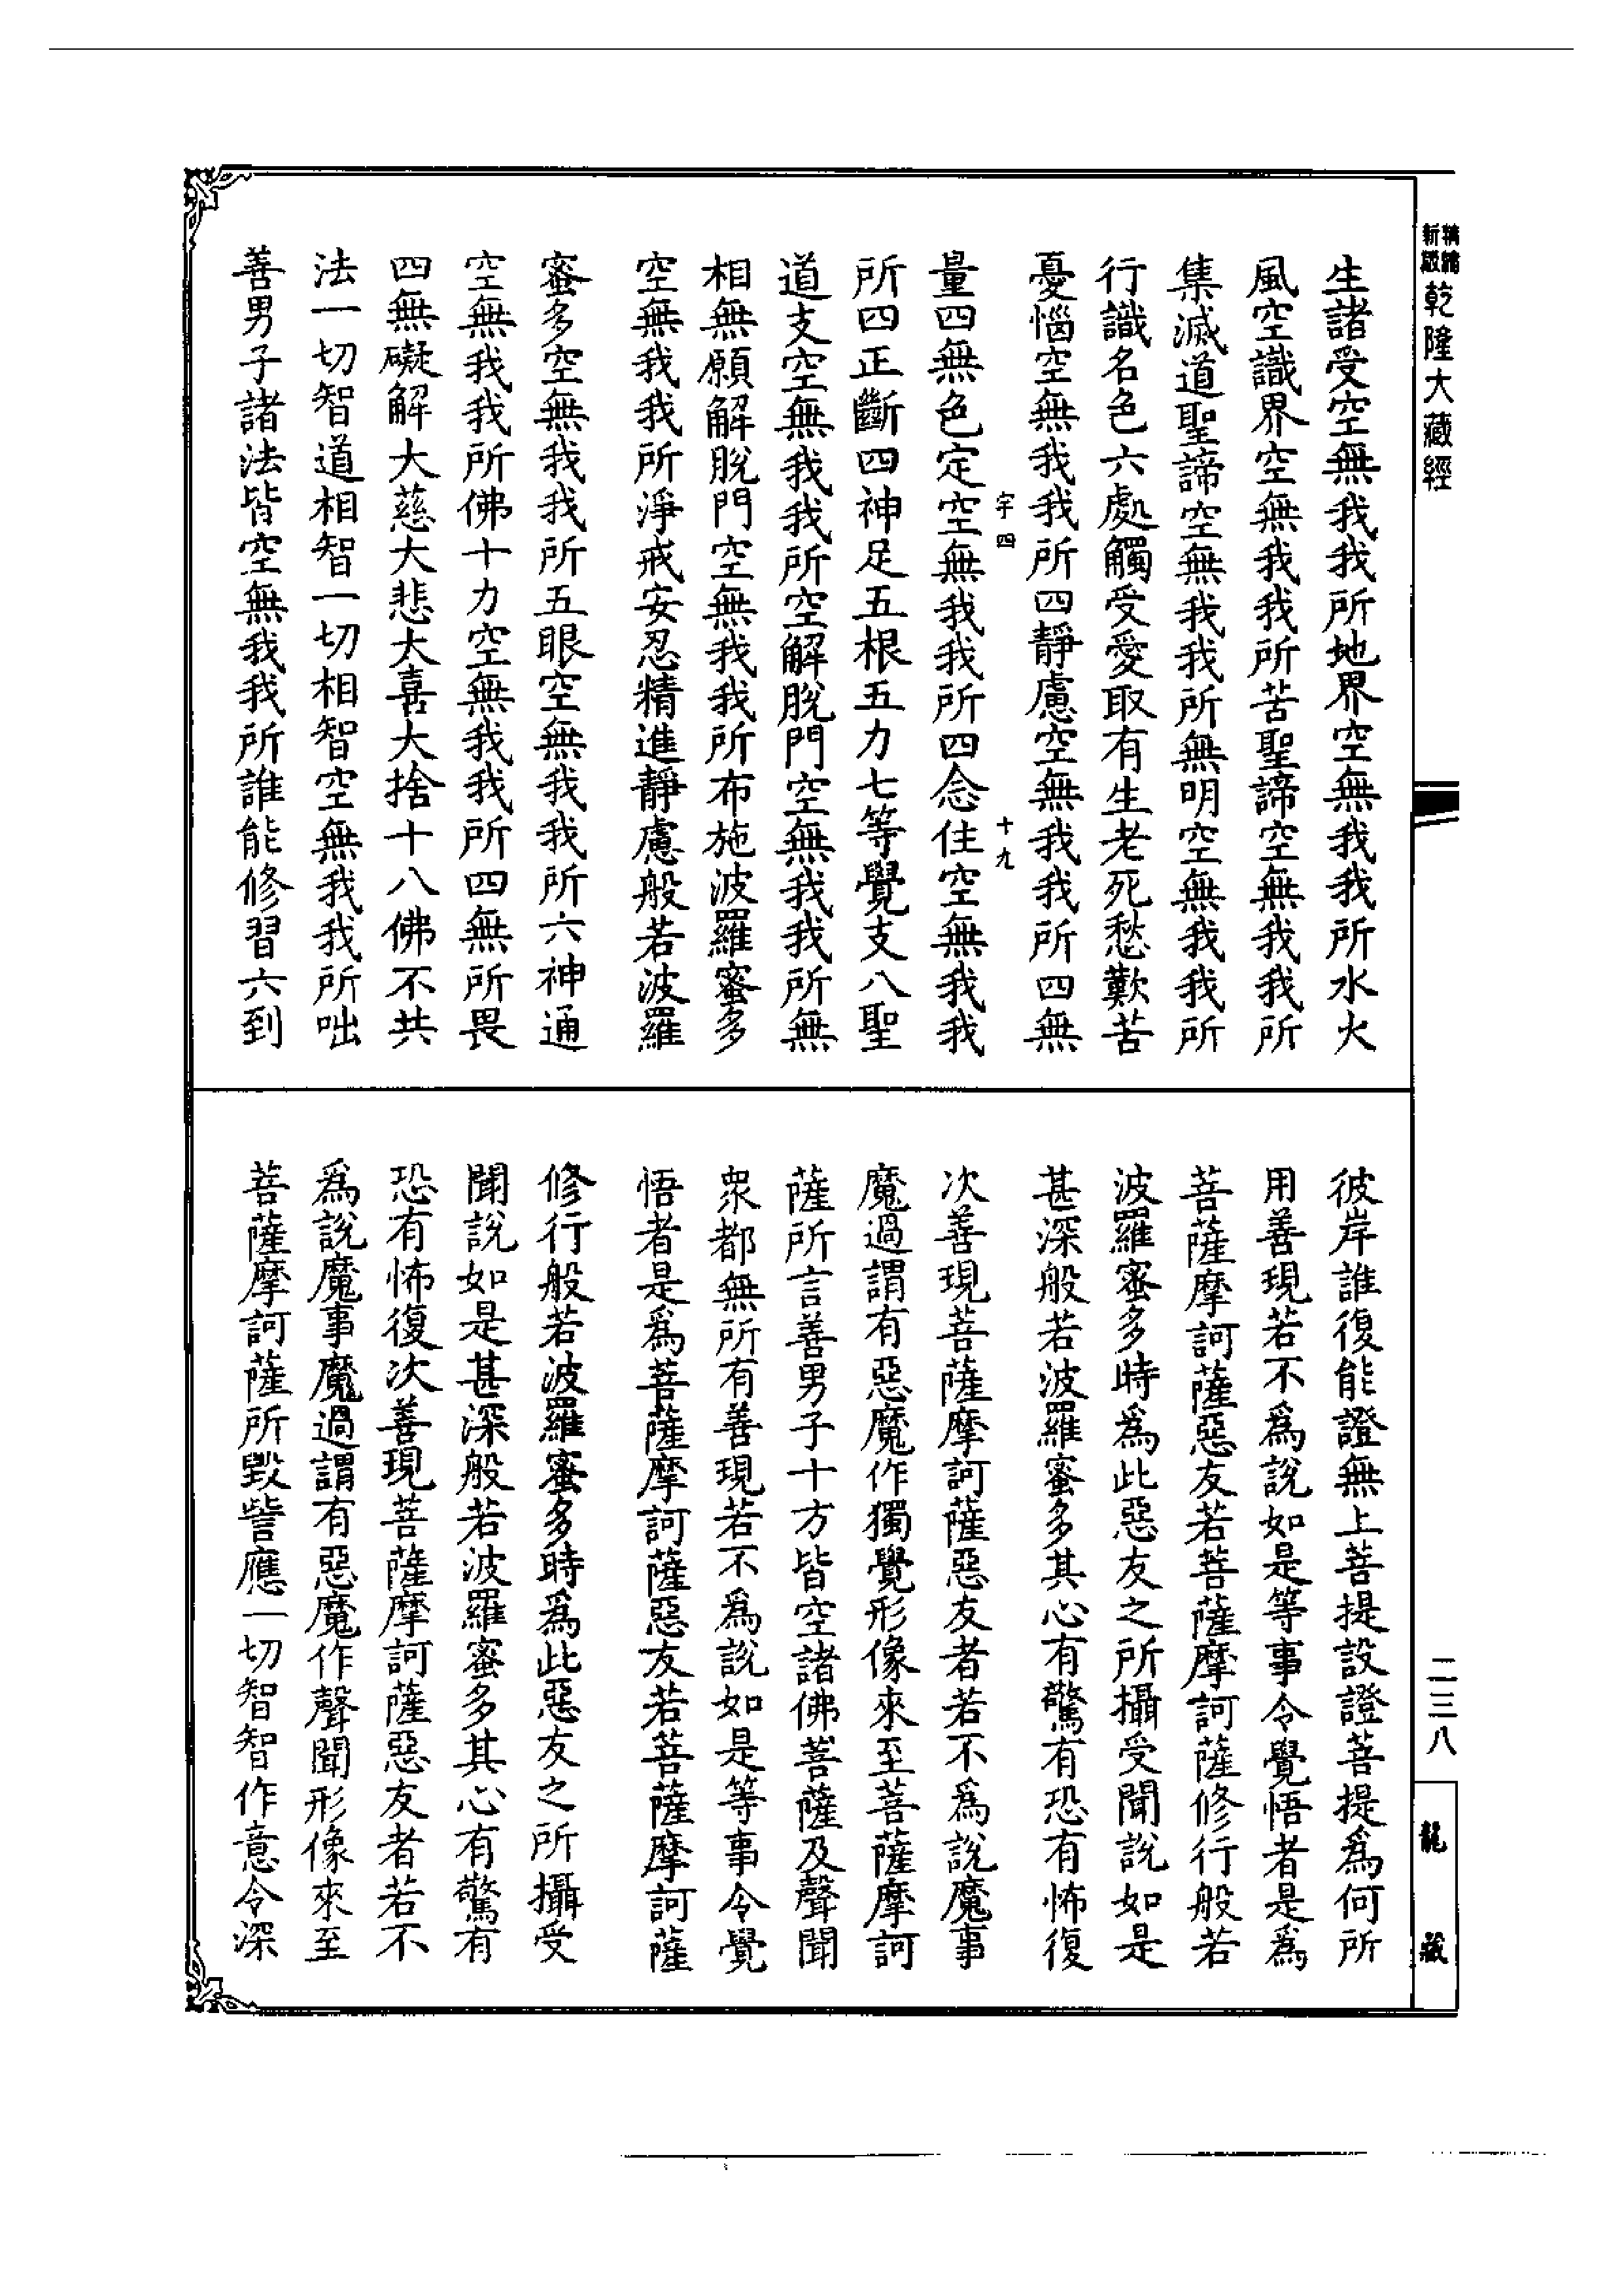 新編縮版乾隆大藏經
生諸受空無我我所地界空無我我所水火
風空識界空無我我所苦聖諦空無我我所
集滅道聖諦空無我我所無明空無我我所
行識名色六處觸受愛取有生老死愁歎苦
憂惱空無我我所四靜慮空無我我所四無
宇四 十九
量四無色定空無我我所四念住空無我我
所四正斷四神足五根五力七等覺支八聖
道支空無我我所空解脫門空無我我所無
相無願解脫門空無我我所布施波羅蜜多
空無我我所淨戒安忍精進靜慮般若波羅
蜜多空無我我所五眼空無我我所六神通
空無我我所佛十力空無我我所四無所畏
四無礙解大慈大悲大喜大捨十八佛不共
法一切智道相智一切相智空無我我所咄
善男子諸法皆空無我我所誰能修習六到
彼岸誰復能證無上菩提設證菩提爲何所
用善現若不爲說如是等事令覺悟者是爲
菩薩摩訶薩惡友若菩薩摩訶薩修行般若
波羅蜜多時爲此惡友之所攝受聞說如是
甚深般若波羅蜜多其心有驚有恐有怖復
次善現菩薩摩訶薩惡友者若不爲說魔事
魔過謂有惡魔作獨覺形像來至菩薩摩訶
薩所言善男子十方皆空諸佛菩薩及聲聞
衆都無所有善現若不爲說如是等事令覺
悟者是爲菩薩摩訶薩惡友若菩薩摩訶薩
修行般若波羅蜜多時爲此惡友之所攝受
聞說如是甚深般若波羅蜜多其心有驚有
恐有怖復次善現菩薩摩訶薩惡友者若不
爲說魔事魔過謂有惡魔作聲聞形像來至
菩薩摩訶薩所毀訾應一切智智作意令深
二三八
龍藏